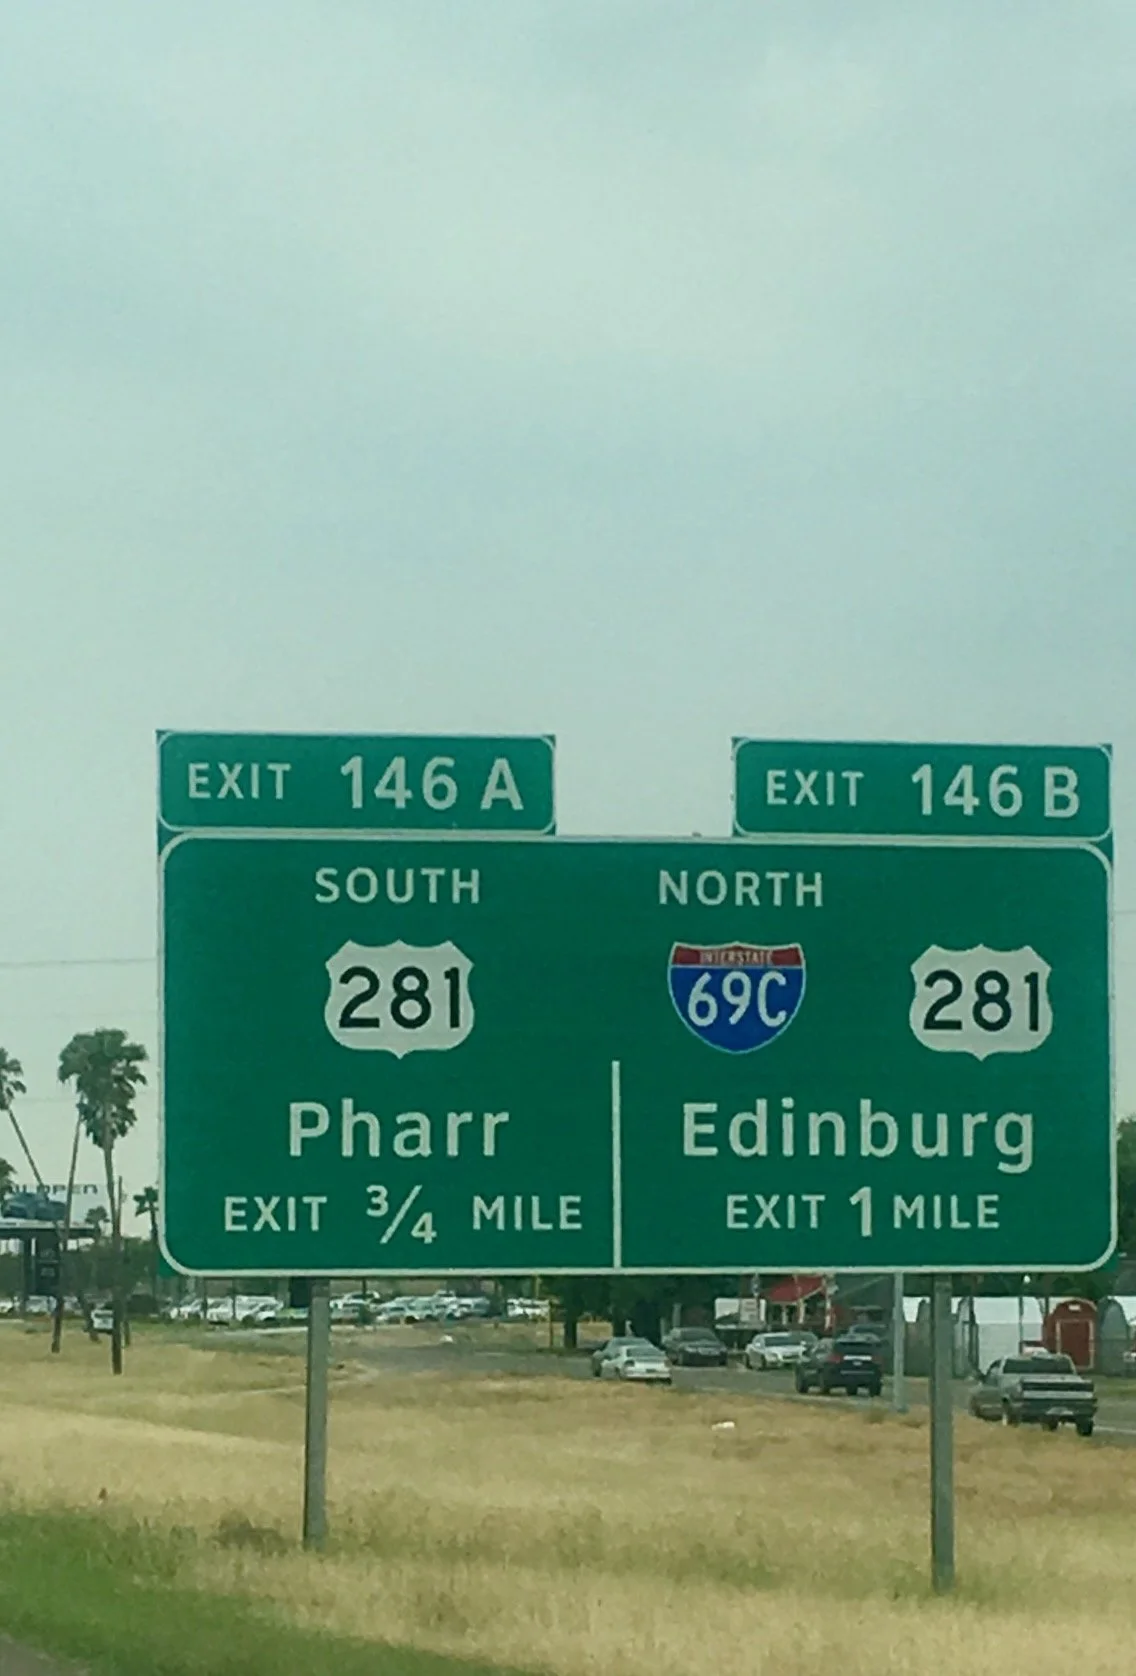 EXIT 146 A
EXIT 146 B
SOUTH
281
Pharr
EXIT 3/4 MILE
NORTH
INTERSTATE
69C
281
Edinburg
EXIT 1 MILE